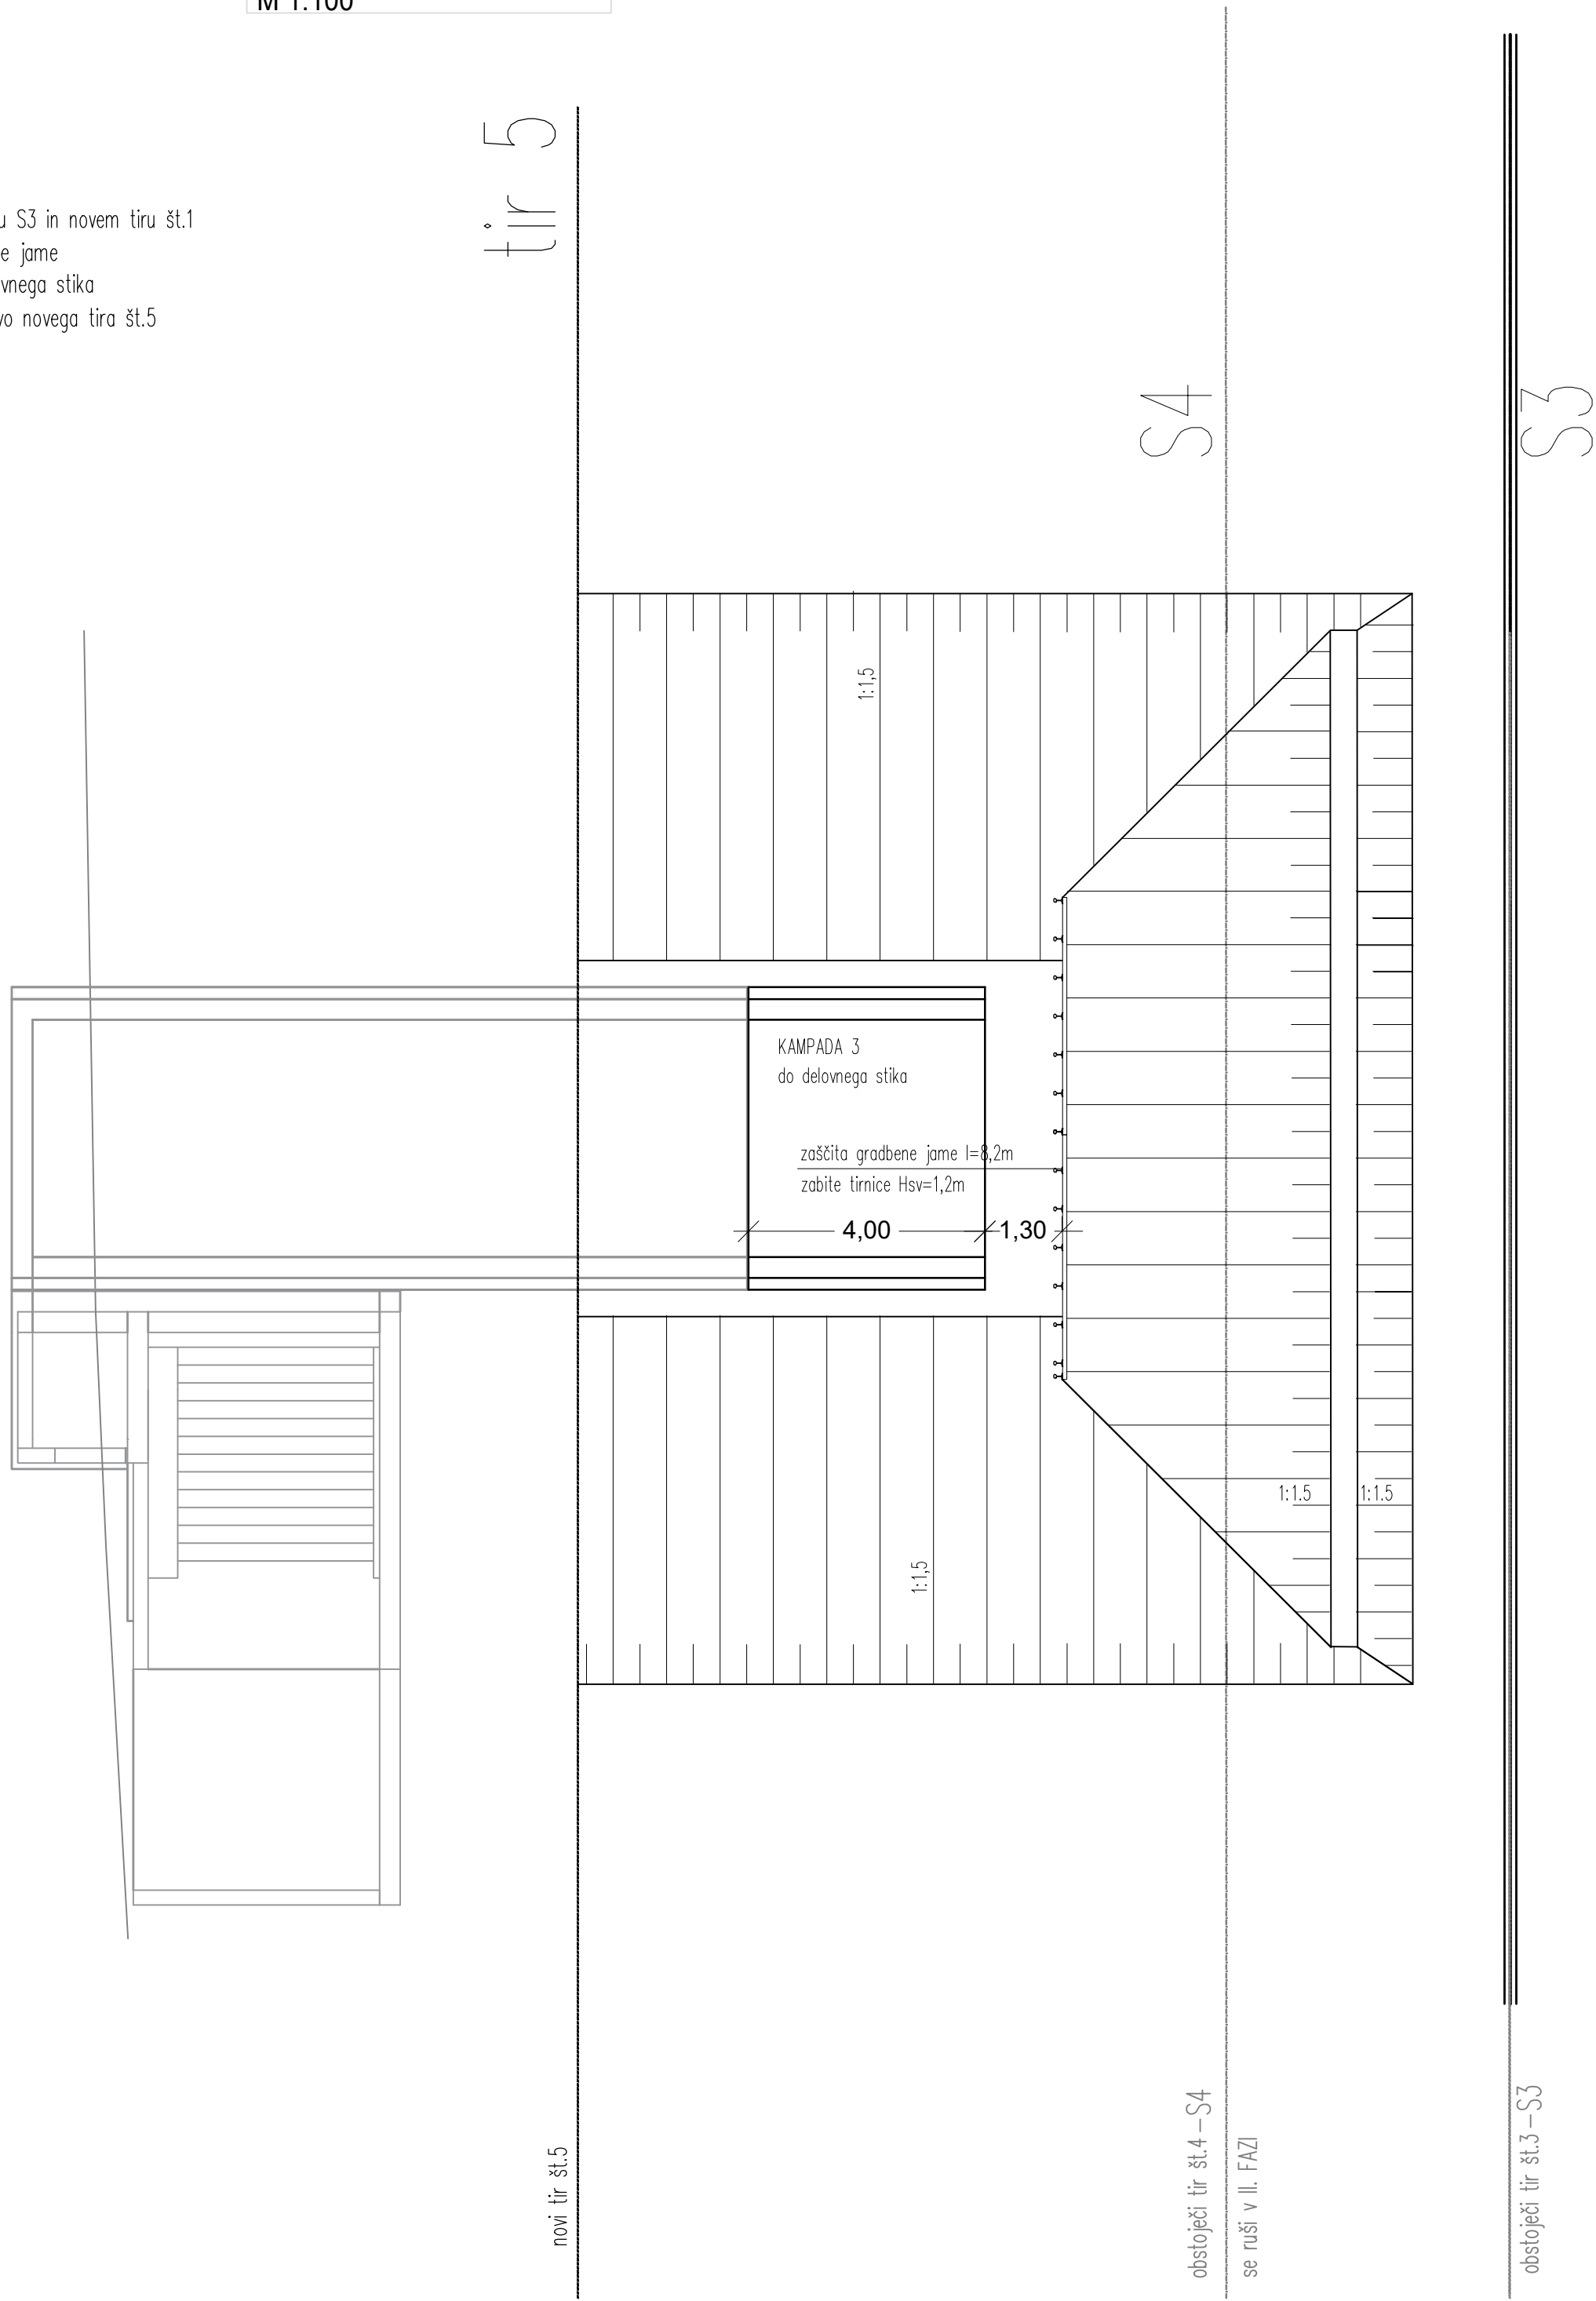 M 1:100
u S3 in novem tiru št.1
e jame
vnega stika
vo novega tira št.5
tir 5
S4
S3
1:1,5
KAMPADA 3
do delovnega stika
zaščita gradbene jame l=8,2m
zabite tirnice Hsv=1,2m
4,00
1,30
1:1.5
1:1.5
1:1,5
novi tir št.5
obstoječi tir št.4-S4
se ruši v II. FAZI
obstoječi tir št.3-S3